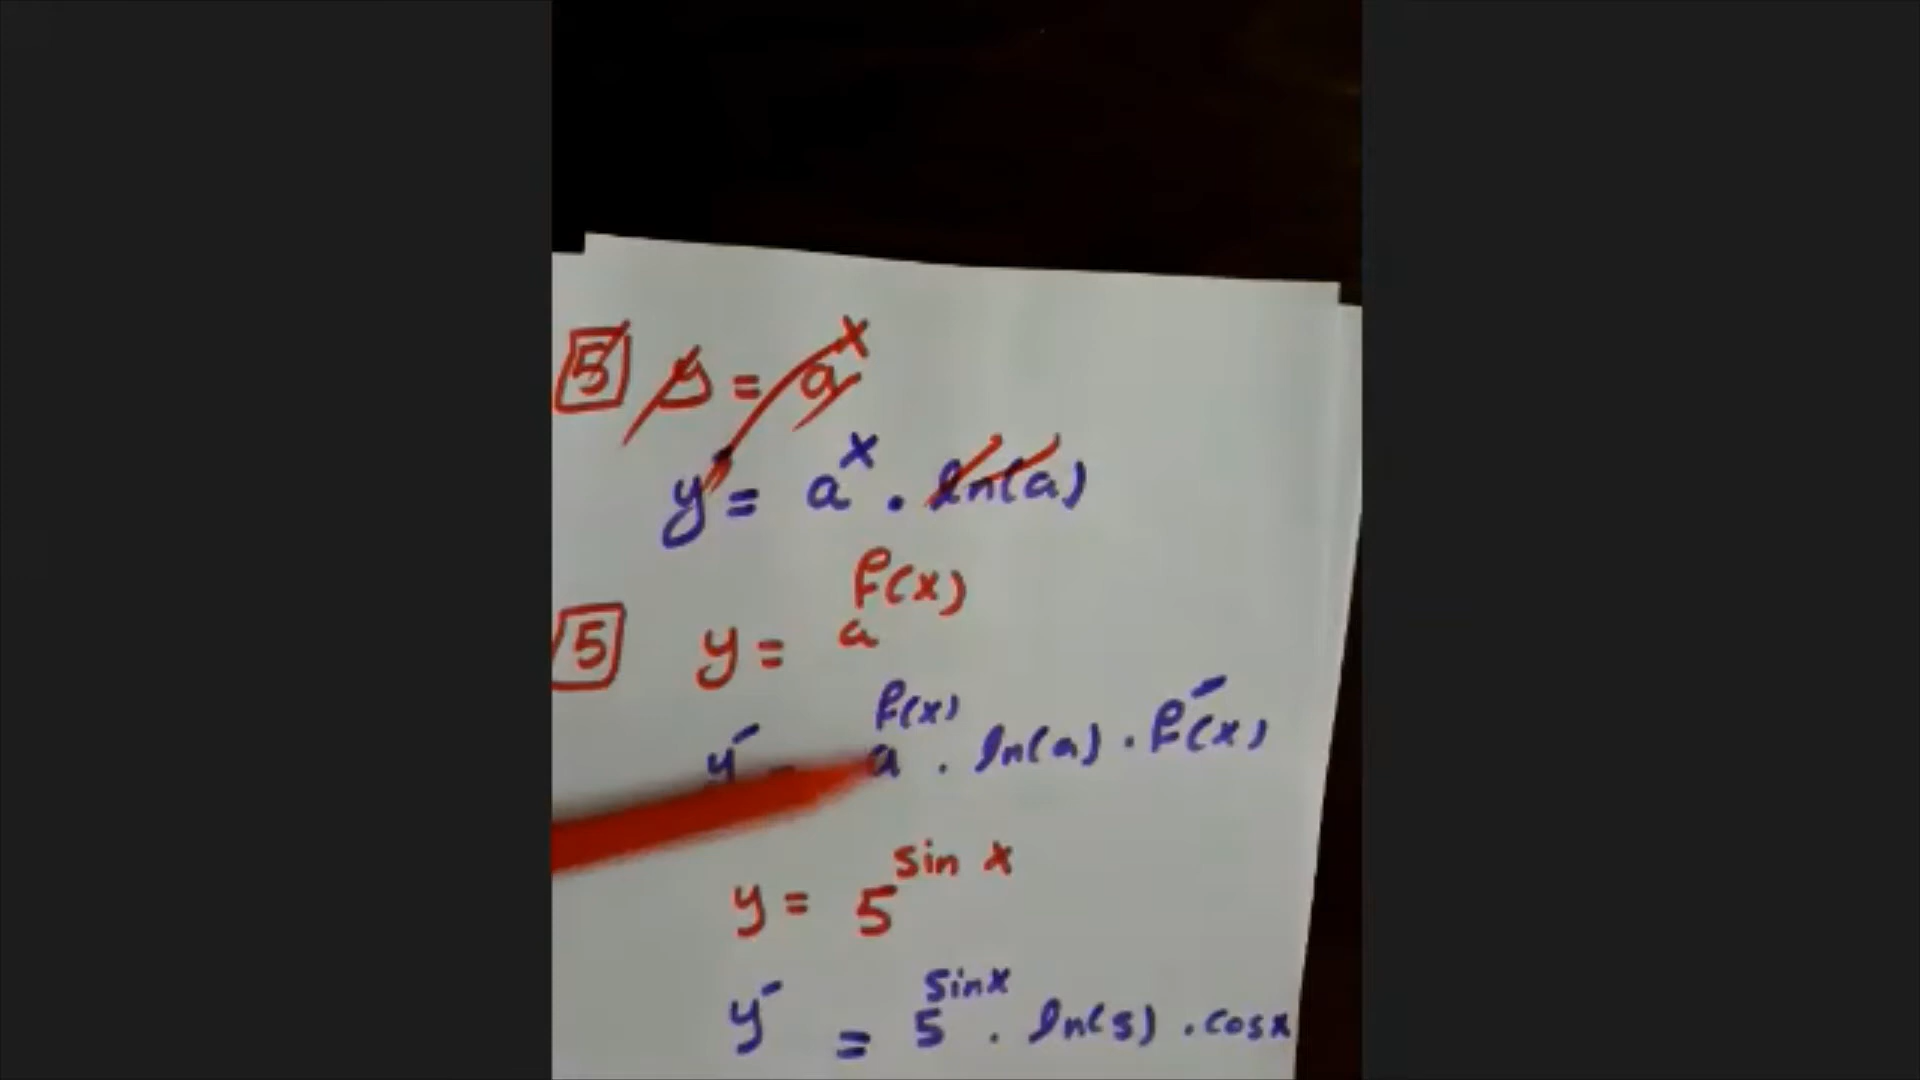 5 y = a^x
y' = a^x . ln(a)
5 y = a^f(x)
y' = a^f(x) . ln(a) . f'(x)
y = 5^sin x
y' = 5^sinx . ln(5) . cosx